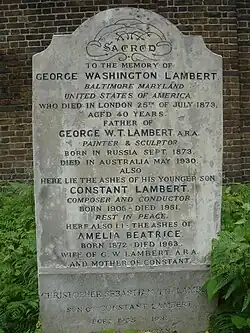 SACRED
TO THE MEMORY OF
GEORGE WASHINGTON LAMBERT
BALTIMORE MARYLAND
UNITED STATES OF AMERICA
WHO DIED IN LONDON 25TH OF JULY 1873,
AGED 40 YEARS.
FATHER OF
GEORGE W.T. LAMBERT, A.R.A.
PAINTER & SCULPTOR
BORN IN RUSSIA SEPT. 1873.
DIED IN AUSTRALIA MAY 1930.
ALSO
HERE LIE THE ASHES OF HIS YOUNGER SON
CONSTANT LAMBERT,
COMPOSER AND CONDUCTOR
BORN 1905 - DIED 1951.
REST IN PEACE.
HERE ALSO LIE THE ASHES OF
AMELIA BEATRICE
BORN 1872 - DIED 1963.
WIFE OF G. W. LAMBERT, A.R.A.
AND MOTHER OF CONSTANT.
CHRISTOPHER SEBASTIAN LAMBERT
SON OF CONSTANT LAMBERT